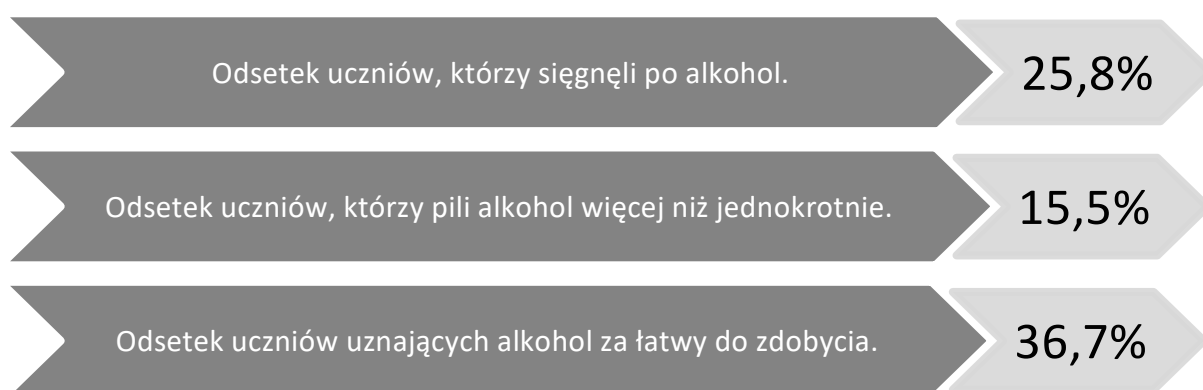 Odsetek uczniów, którzy sięgnęli po alkohol.
25,8%
Odsetek uczniów, którzy pili alkohol więcej niż jednokrotnie.
15,5%
Odsetek uczniów uznających alkohol za łatwy do zdobycia.
36,7%